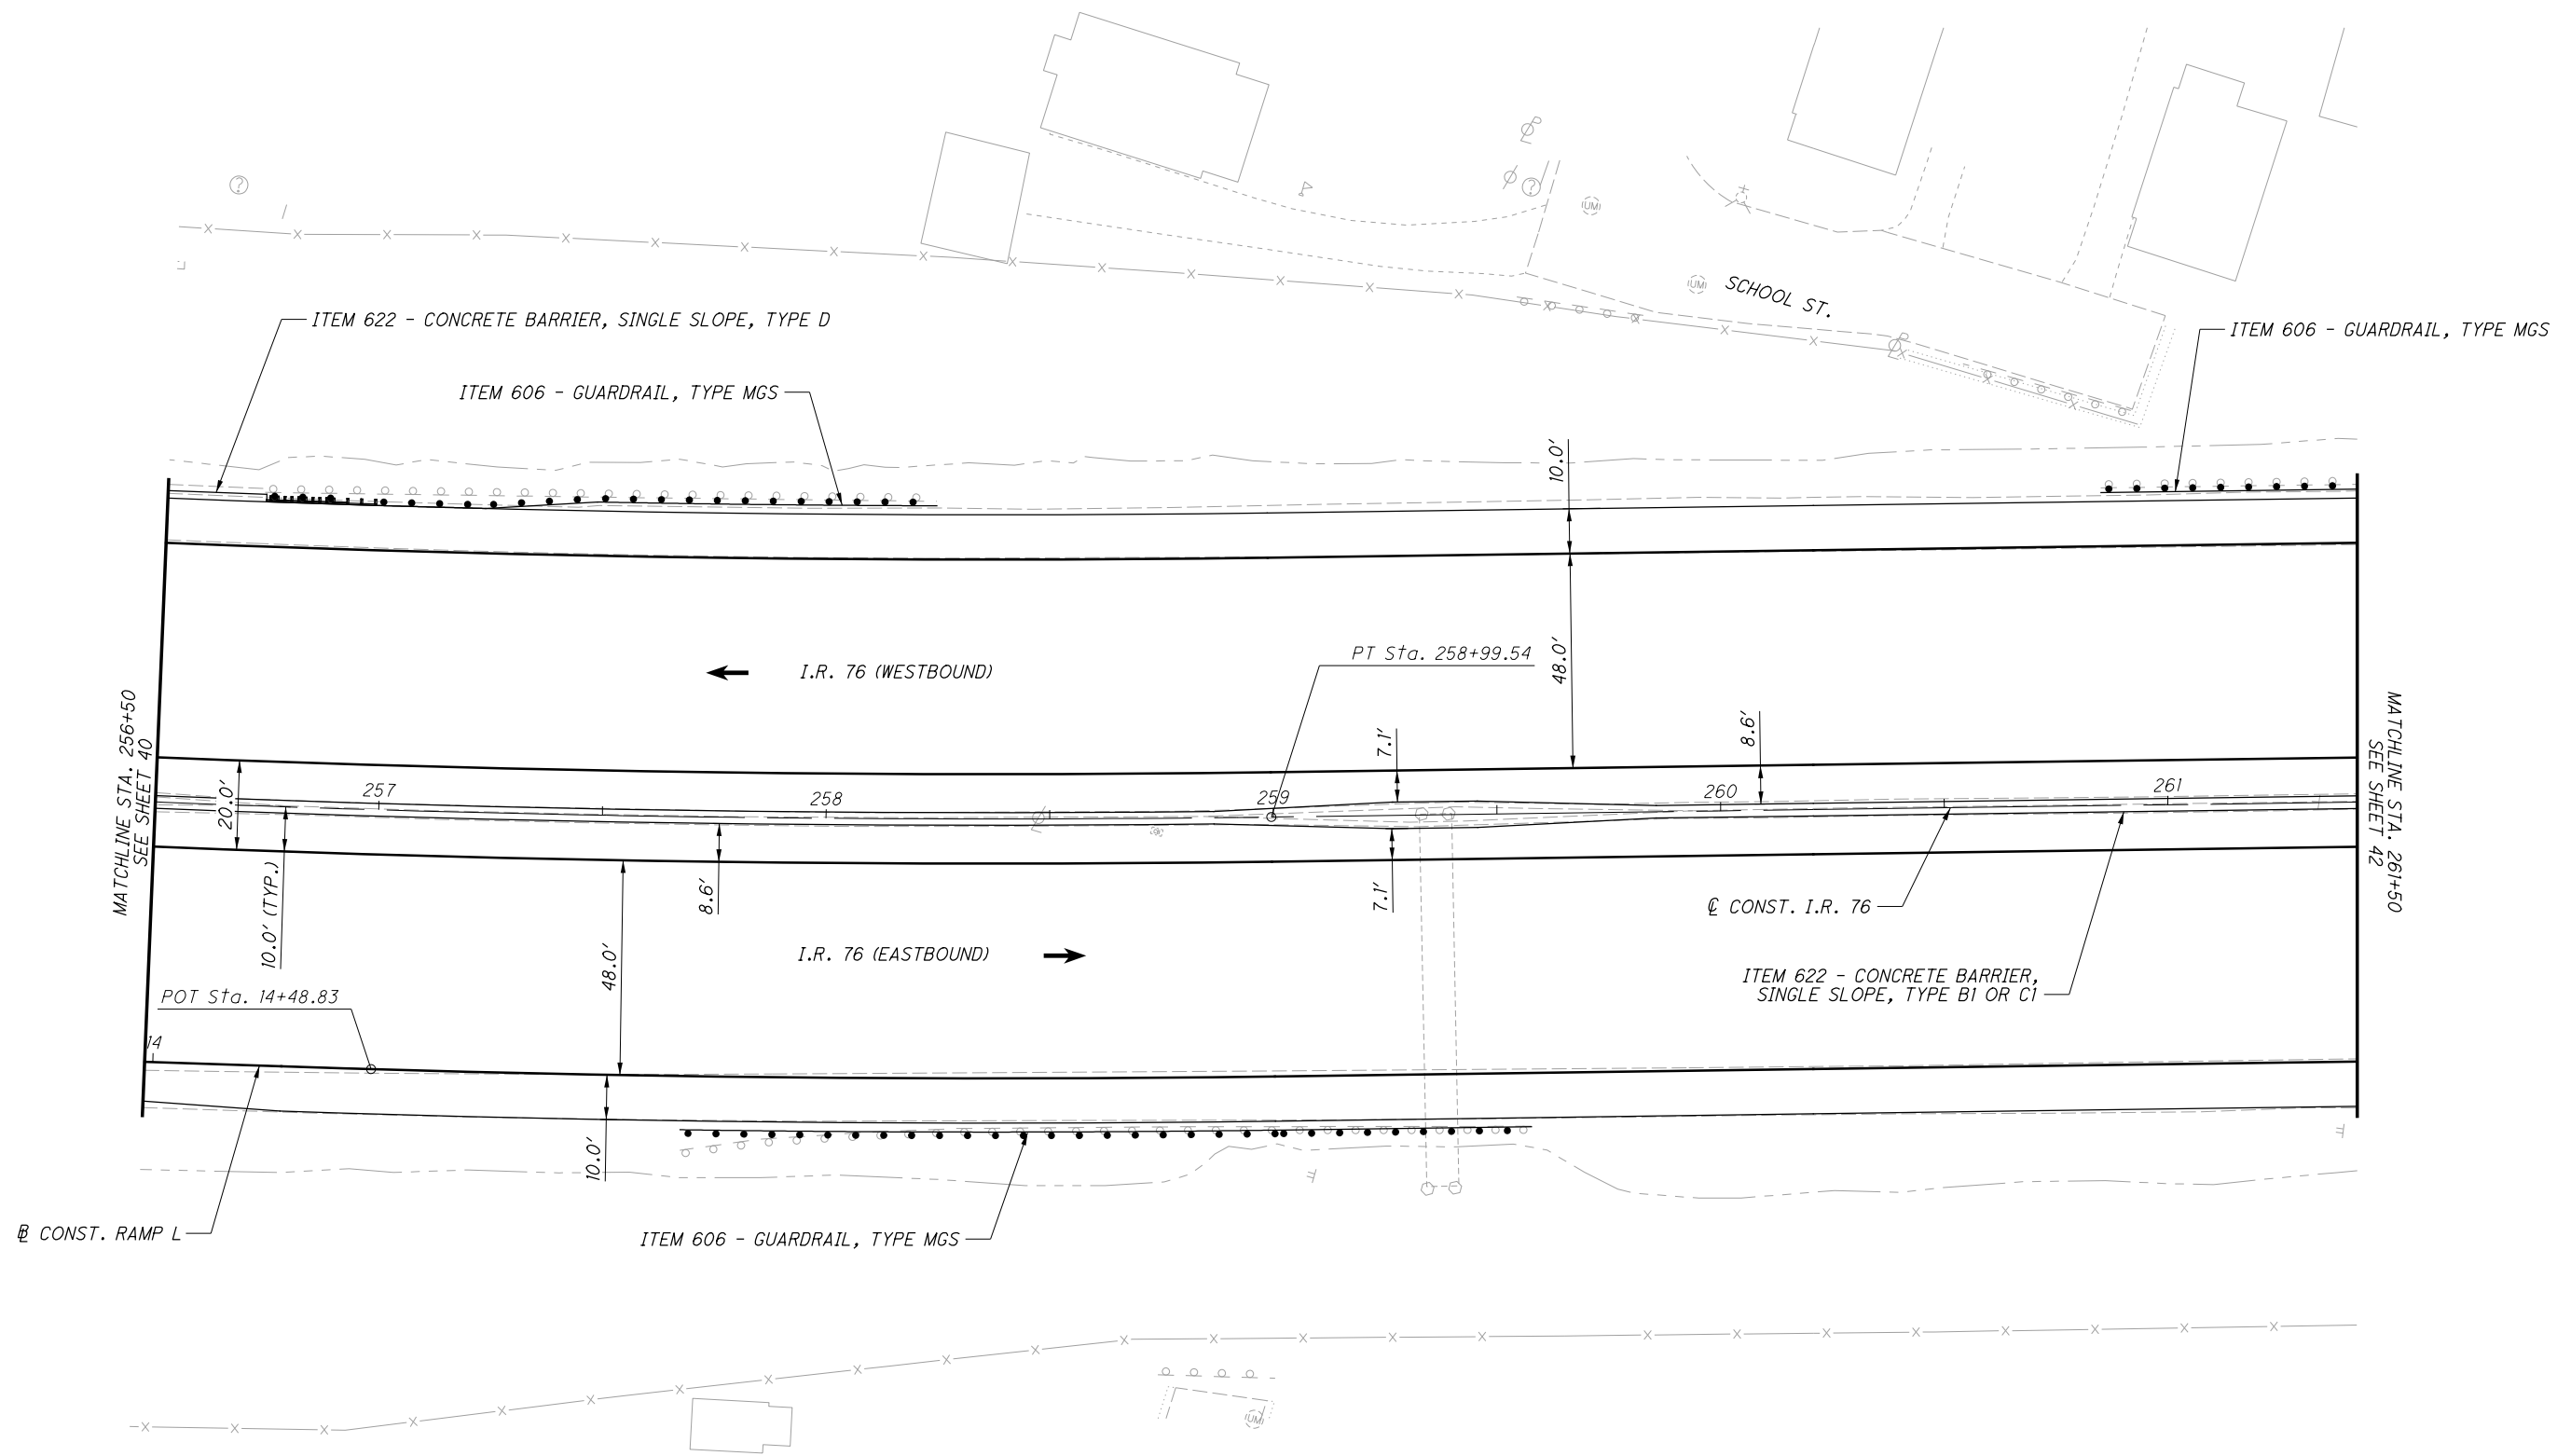 SCHOOL ST.
ITEM 622 - CONCRETE BARRIER, SINGLE SLOPE, TYPE D
ITEM 606 - GUARDRAIL, TYPE MGS
ITEM 606 - GUARDRAIL, TYPE MGS
10.0'
48.0'
I.R. 76 (WESTBOUND)
PT Sta. 258+99.54
MATCHLINE STA. 256+50
SEE SHEET 40
MATCHLINE STA. 261+50
SEE SHEET 42
7.1'
8.6'
20.0'
257
258
259
260
261
10.0' (TYP.)
8.6'
7.1'
48.0'
℄ CONST. I.R. 76
I.R. 76 (EASTBOUND)
ITEM 622 - CONCRETE BARRIER,
SINGLE SLOPE, TYPE B1 OR C1
POT Sta. 14+48.83
14
10.0'
BL CONST. RAMP L
ITEM 606 - GUARDRAIL, TYPE MGS
?
?
UM
UM
UM